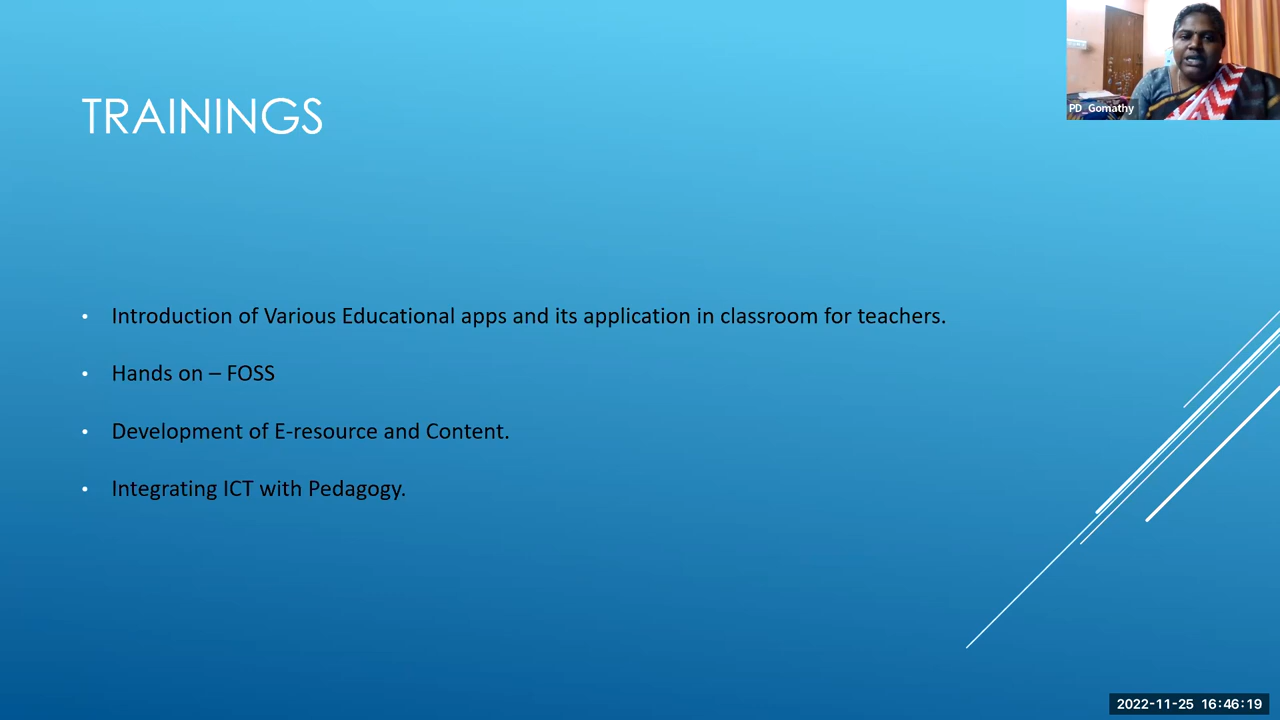 TRAININGS
PD_Gomathy
• Introduction of Various Educational apps and its application in classroom for teachers.
• Hands on – FOSS
• Development of E-resource and Content.
• Integrating ICT with Pedagogy.
2022-11-25 16:46:19